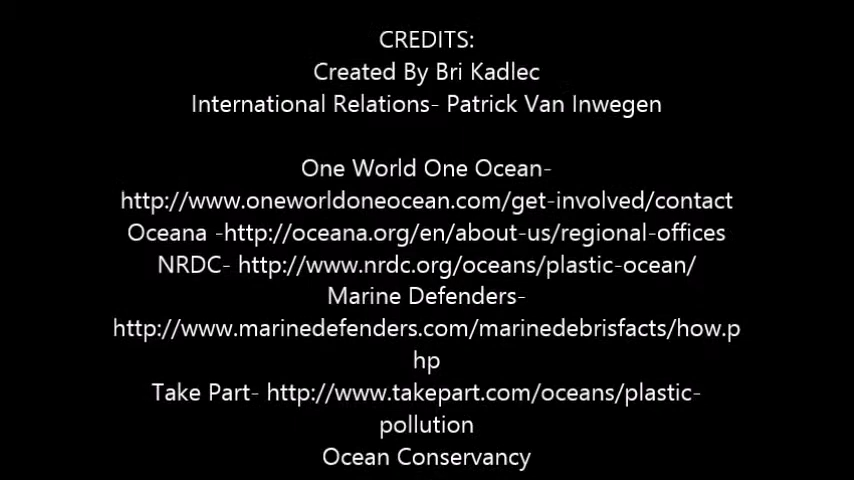 CREDITS:
Created By Bri Kadlec
International Relations- Patrick Van Inwegen
One World One Ocean-
http://www.oneworldoneocean.com/get-involved/contact
Oceana -http://oceana.org/en/about-us/regional-offices
NRDC- http://www.nrdc.org/oceans/plastic-ocean/
Marine Defenders-
http://www.marinedefenders.com/marinedebrisfacts/how.p
hp
Take Part- http://www.takepart.com/oceans/plastic-
pollution
Ocean Conservancy